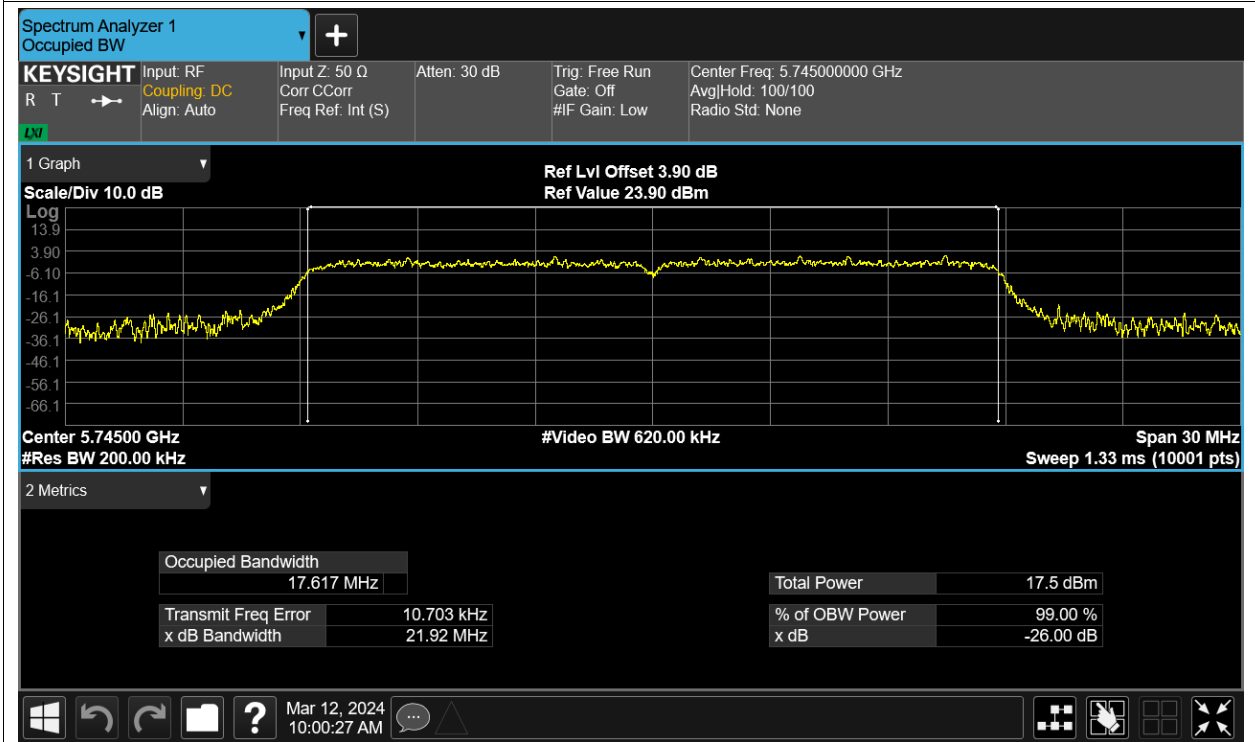 Spectrum Analyzer 1
Occupied BW
KEYSIGHT
R T
LXI
Input: RF
Coupling: DC
Align: Auto
Input Z: 50 Ω
Corr CCorr
Freq Ref: Int (S)
Atten: 30 dB
Trig: Free Run
Gate: Off
#IF Gain: Low
Center Freq: 5.745000000 GHz
Avg|Hold: 100/100
Radio Std: None
1 Graph
Scale/Div 10.0 dB
Ref Lvl Offset 3.90 dB
Ref Value 23.90 dBm
Log
13.9
3.90
-6.10
-16.1
-26.1
-36.1
-46.1
-56.1
-66.1
Center 5.74500 GHz
#Res BW 200.00 kHz
#Video BW 620.00 kHz
Span 30 MHz
Sweep 1.33 ms (10001 pts)
2 Metrics
Occupied Bandwidth
17.617 MHz
Transmit Freq Error 10.703 kHz
x dB Bandwidth 21.92 MHz
Total Power 17.5 dBm
% of OBW Power 99.00 %
x dB -26.00 dB
?
Mar 12, 2024
10:00:27 AM